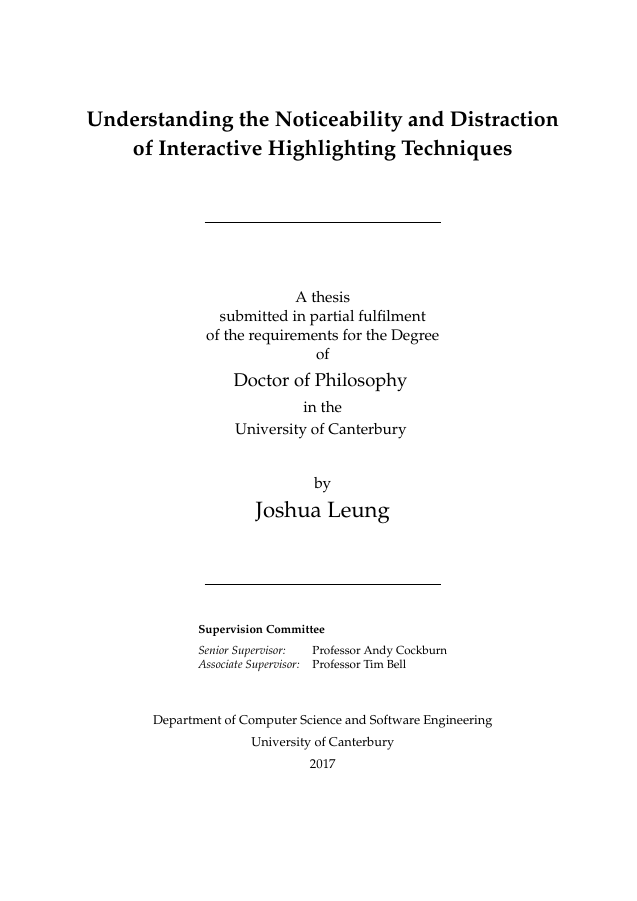 Understanding the Noticeability and Distraction
of Interactive Highlighting Techniques
A thesis
submitted in partial fulfilment
of the requirements for the Degree
of
Doctor of Philosophy
in the
University of Canterbury
by
Joshua Leung
Supervision Committee
Senior Supervisor: Professor Andy Cockburn
Associate Supervisor: Professor Tim Bell
Department of Computer Science and Software Engineering
University of Canterbury
2017